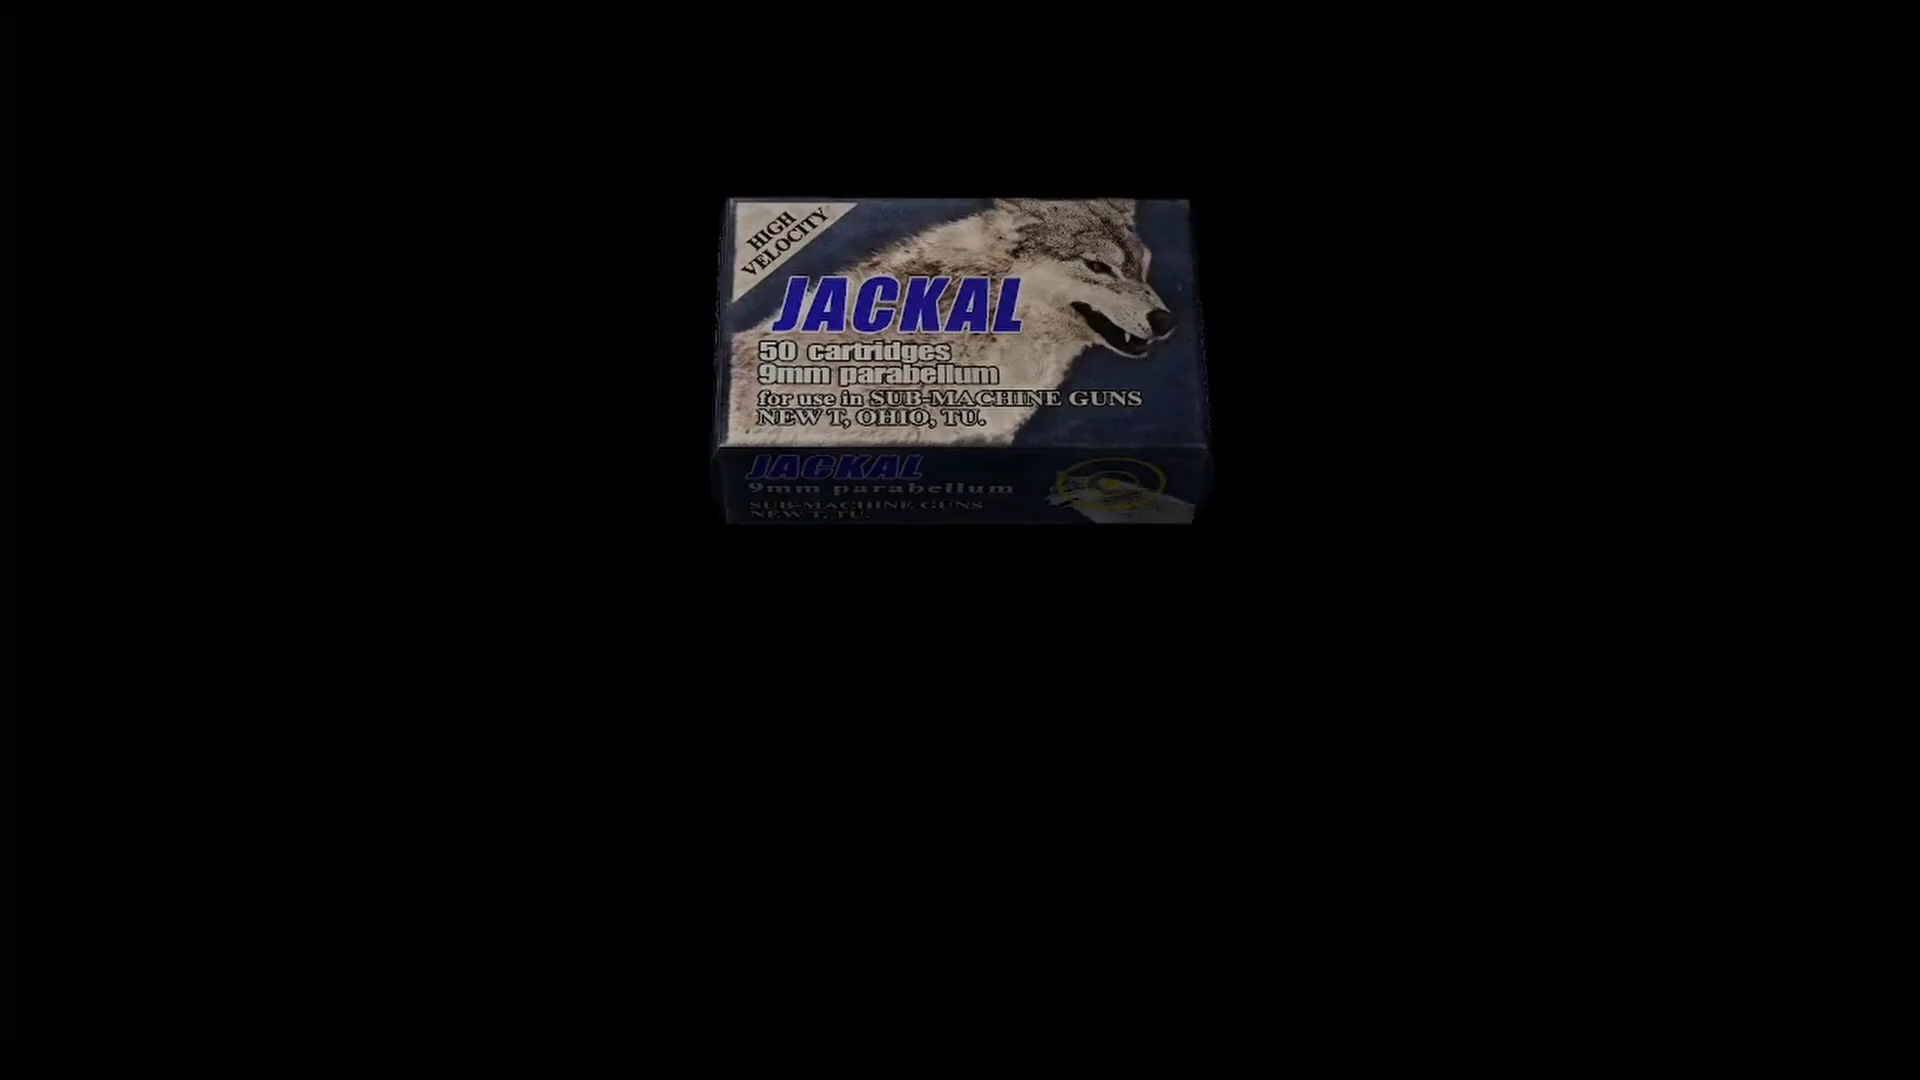 HIGH
VELOCITY
JACKAL
50 cartridges
9mm parabellum
for use in SUB-MACHINE GUNS
NEW T, OHIO, TU.
JACKAL
9mm parabellum
SUB-MACHINE GUNS
NEW T, TU.